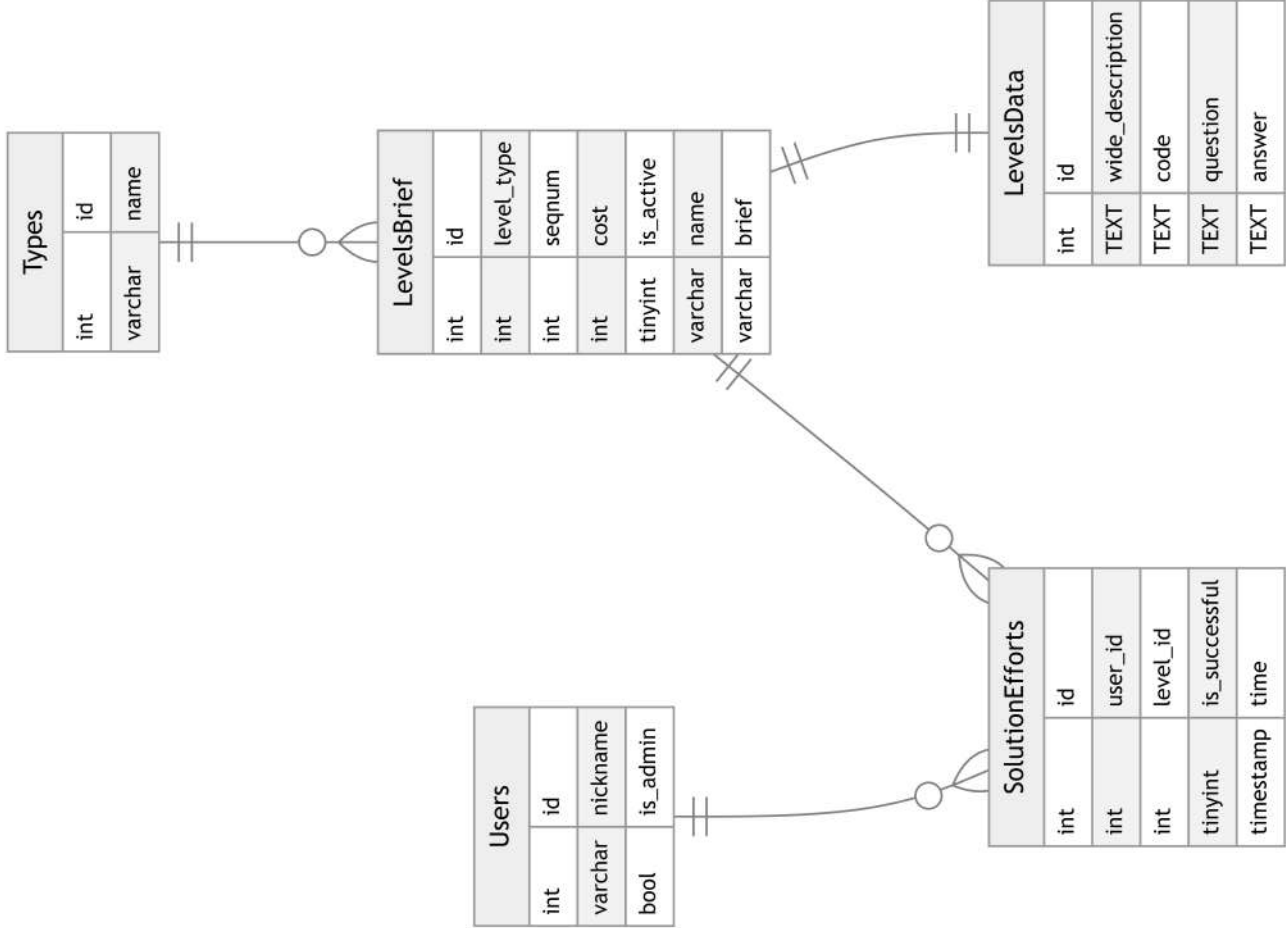 Types
int id
varchar name
LevelsBrief
int id
int level_type
int seqnum
int cost
tinyint is_active
varchar name
varchar brief
Users
int id
varchar nickname
bool is_admin
SolutionEfforts
int id
int user_id
int level_id
tinyint is_successful
timestamp time
LevelsData
int id
TEXT wide_description
TEXT code
TEXT question
TEXT answer